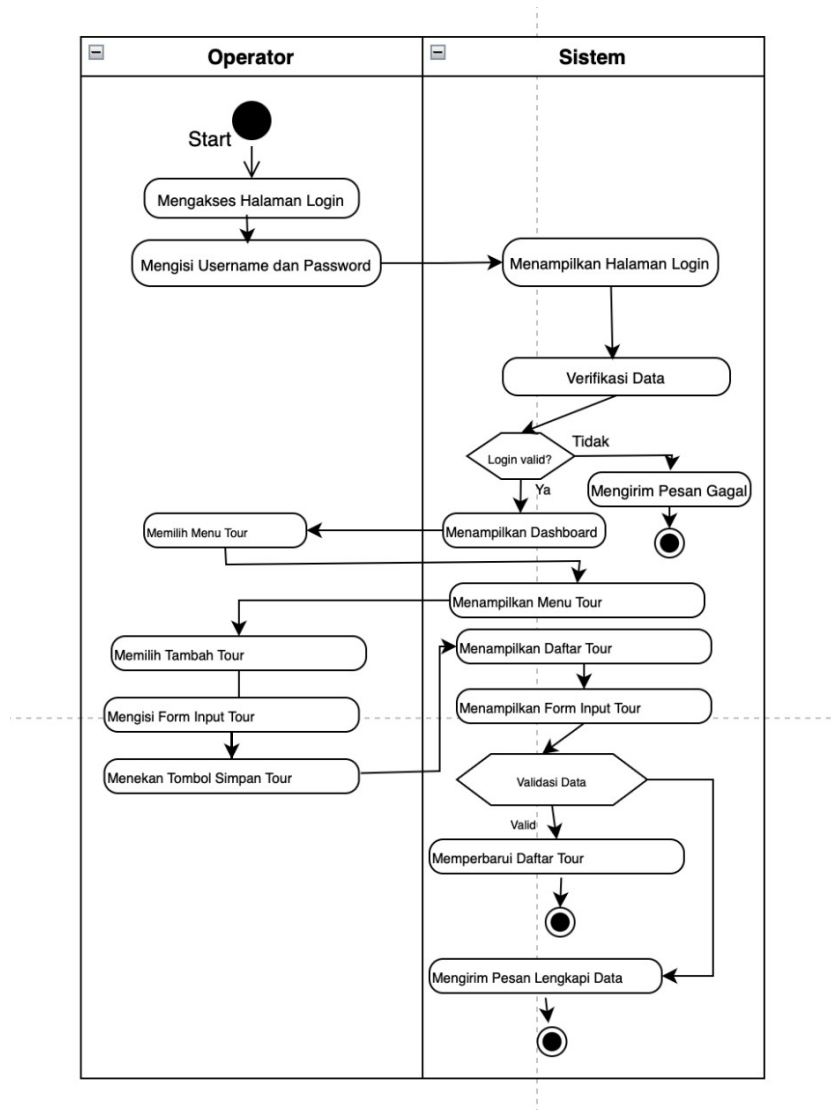 Operator
Sistem
Start
Mengakses Halaman Login
Mengisi Username dan Password
Menampilkan Halaman Login
Verifikasi Data
Login valid?
Tidak
Ya
Mengirim Pesan Gagal
Memilih Menu Tour
Menampilkan Dashboard
Menampilkan Menu Tour
Memilih Tambah Tour
Menampilkan Daftar Tour
Mengisi Form Input Tour
Menampilkan Form Input Tour
Menekan Tombol Simpan Tour
Validasi Data
Valid
Memperbarui Daftar Tour
Mengirim Pesan Lengkapi Data